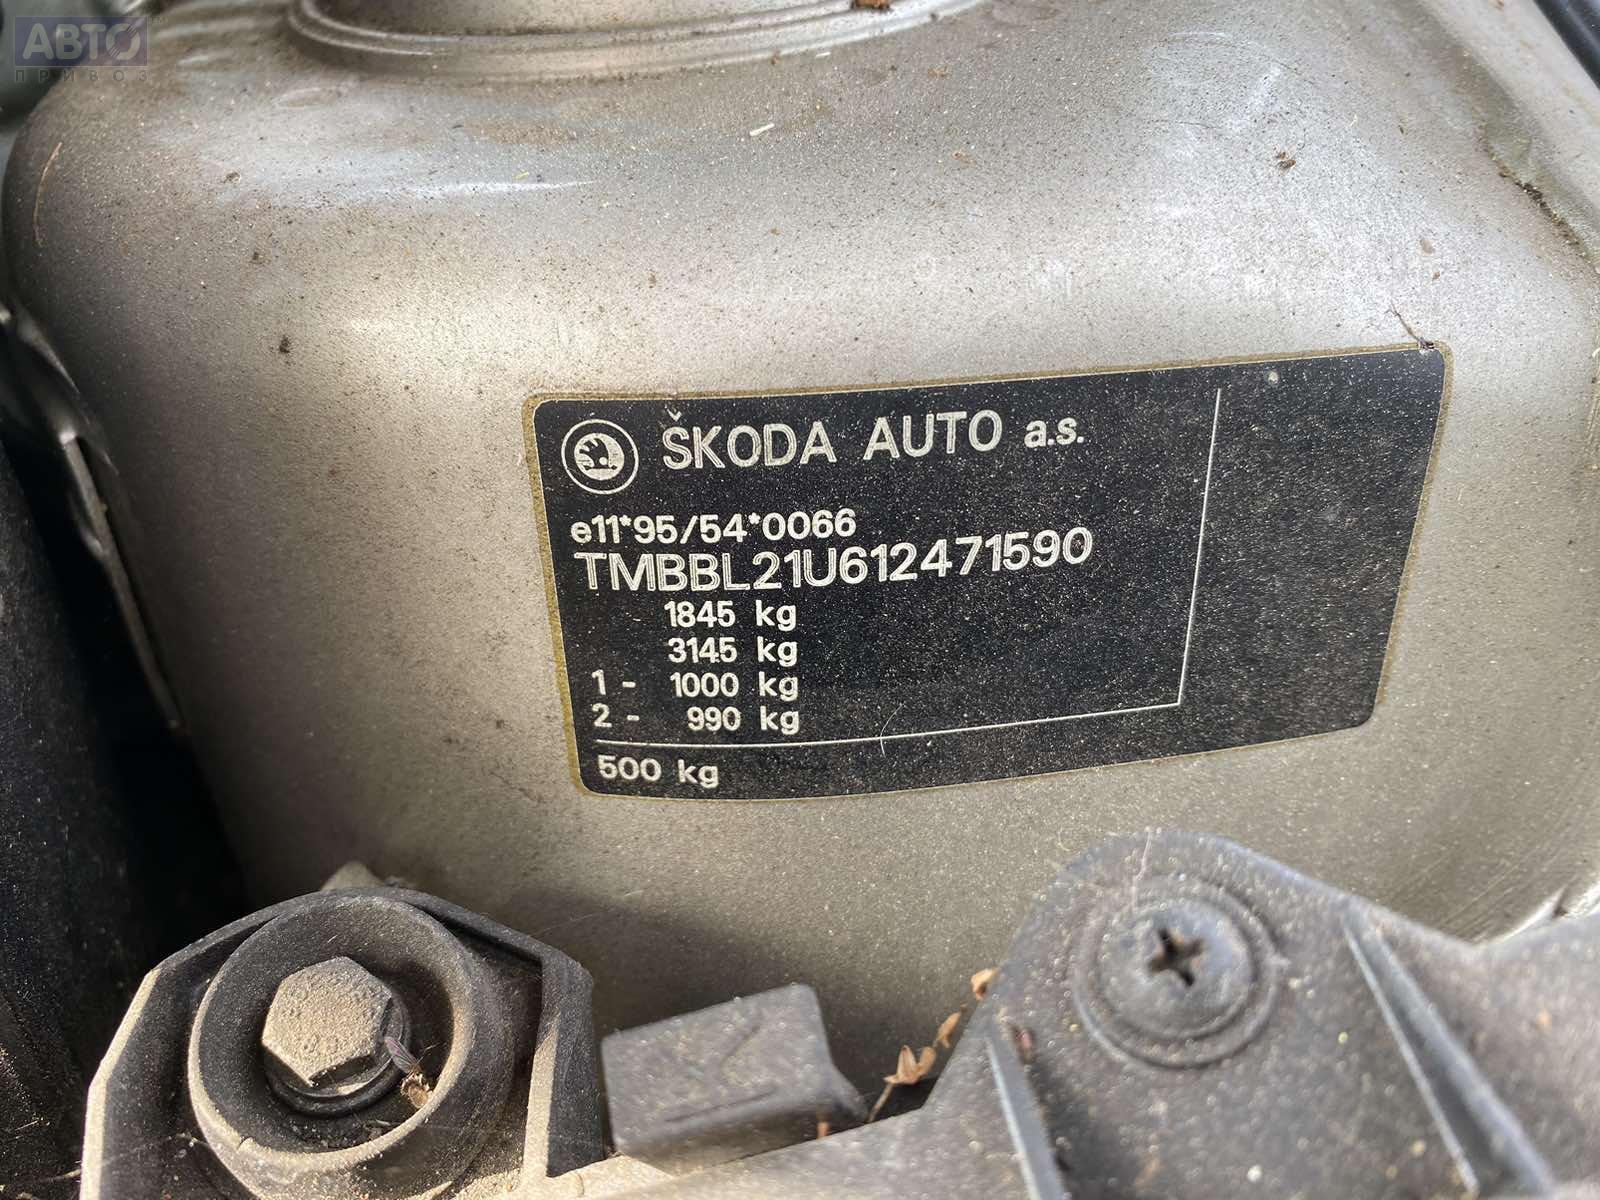 АВТО
ПРИВОЗ
ŠKODA AUTO a.s.
e11*95/54*0066
TMBBL21U612471590
1845 kg
3145 kg
1 - 1000 kg
2 - 990 kg
500 kg